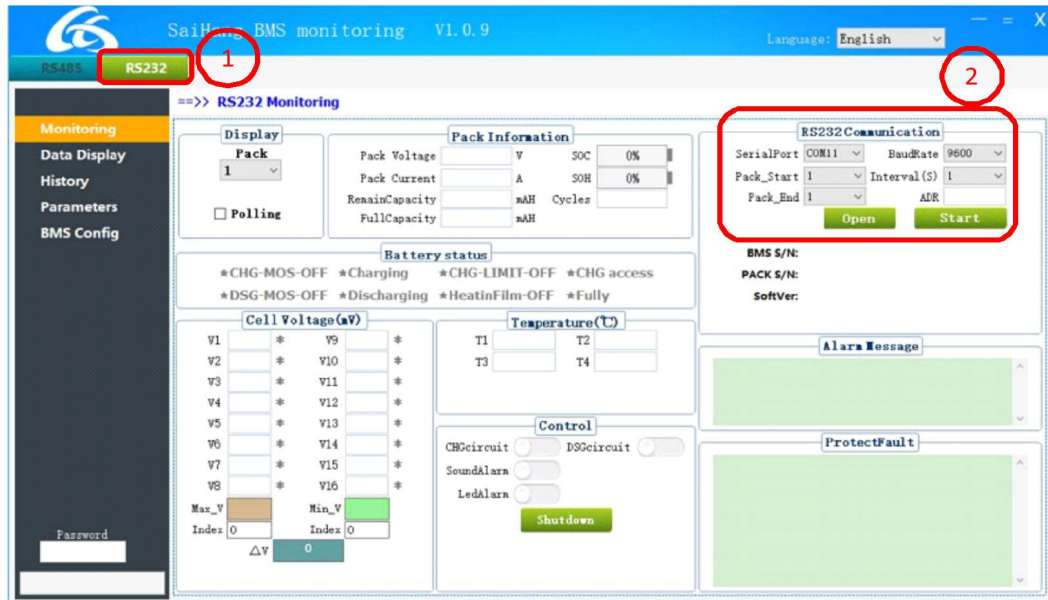 SaiHang BMS monitoring V1.0.9
Language: English
RS485 RS232
1
2
==>> RS232 Monitoring
Monitoring
Data Display
History
Parameters
BMS Config
Password
Display
Pack
1
Polling
Pack Information
Pack Voltage V SOC 0%
Pack Current A SOH 0%
RemainCapacity mAH Cycles
FullCapacity mAH
RS232Communication
SerialPort COM11 BaudRate 9600
Pack_Start 1 Interval(S) 1
Pack_End 1 ADR
Open Start
BMS S/N:
PACK S/N:
SoftVer:
Battery status
★CHG-MOS-OFF ★Charging ★CHG-LIMIT-OFF ★CHG access
★DSG-MOS-OFF ★Discharging ★HeatinFilm-OFF ★Fully
Cell Voltage(mV)
V1 * V9 *
V2 * V10 *
V3 * V11 *
V4 * V12 *
V5 * V13 *
V6 * V14 *
V7 * V15 *
V8 * V16 *
Max_V Min_V
Index 0 Index 0
△V 0
Temperature(℃)
T1 T2
T3 T4
Control
CHGcircuit DSGcircuit
SoundAlarm
LedAlarm
Shutdown
Alarm Message
ProtectFault